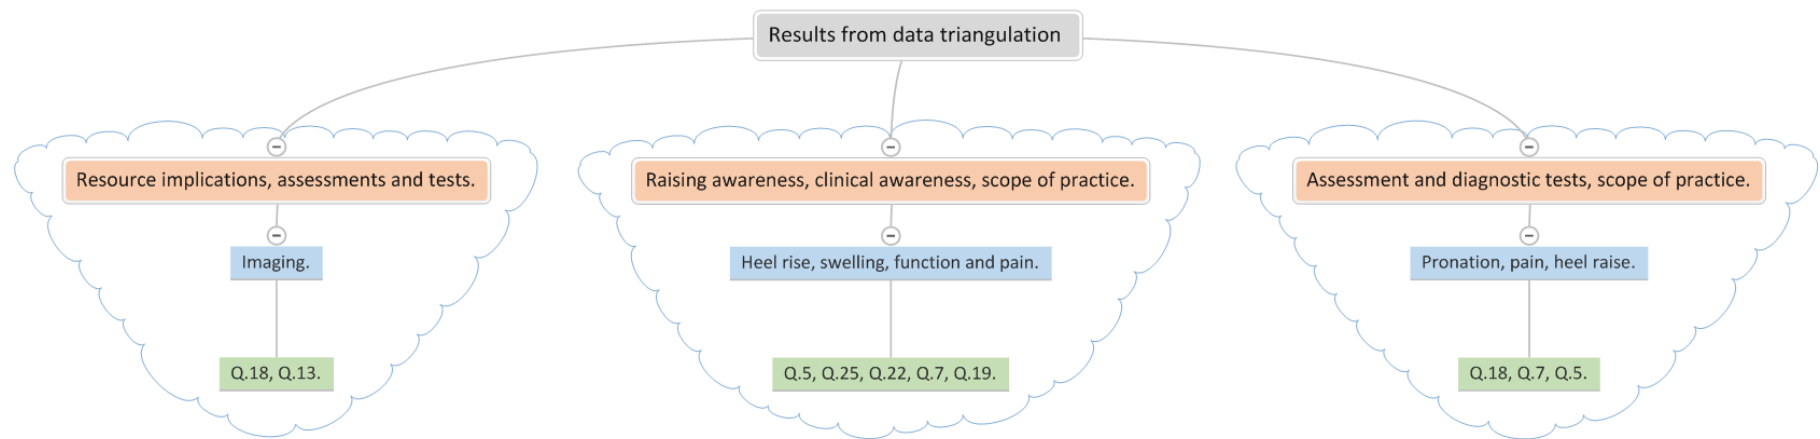 Results from data triangulation
Resource implications, assessments and tests.
Imaging.
Q.18, Q.13.
Raising awareness, clinical awareness, scope of practice.
Heel rise, swelling, function and pain.
Q.5, Q.25, Q.22, Q.7, Q.19.
Assessment and diagnostic tests, scope of practice.
Pronation, pain, heel raise.
Q.18, Q.7, Q.5.